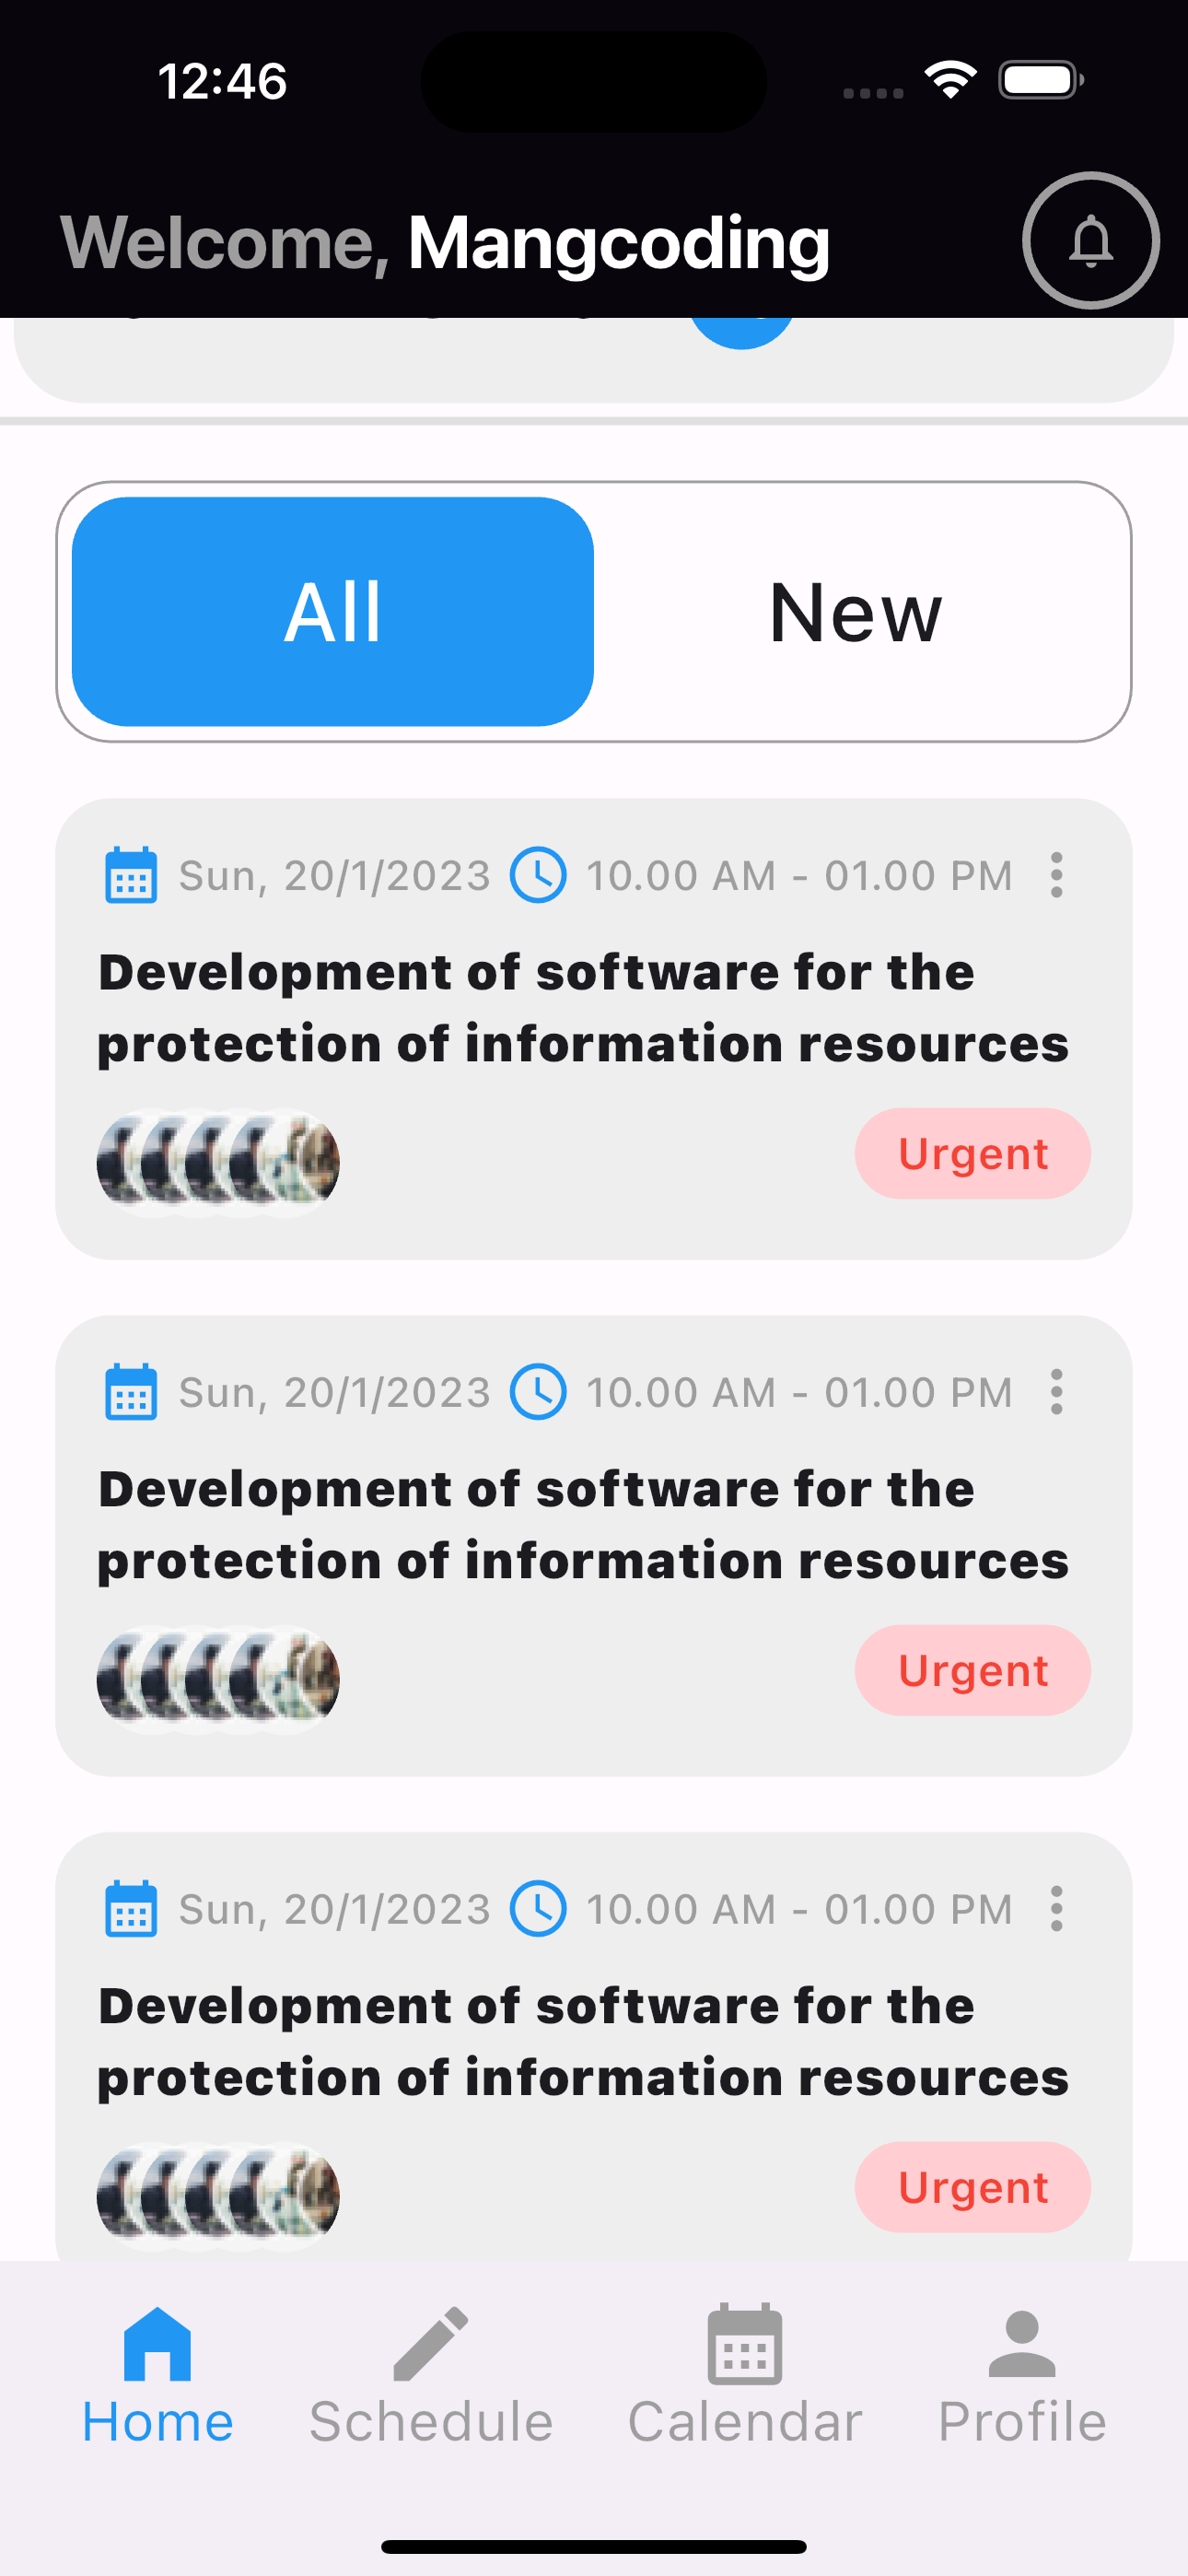 12:46
Welcome, Mangcoding
All
New
Sun, 20/1/2023 10.00 AM - 01.00 PM
Development of software for the
protection of information resources
Urgent
Sun, 20/1/2023 10.00 AM - 01.00 PM
Development of software for the
protection of information resources
Urgent
Sun, 20/1/2023 10.00 AM - 01.00 PM
Development of software for the
protection of information resources
Urgent
Home
Schedule
Calendar
Profile